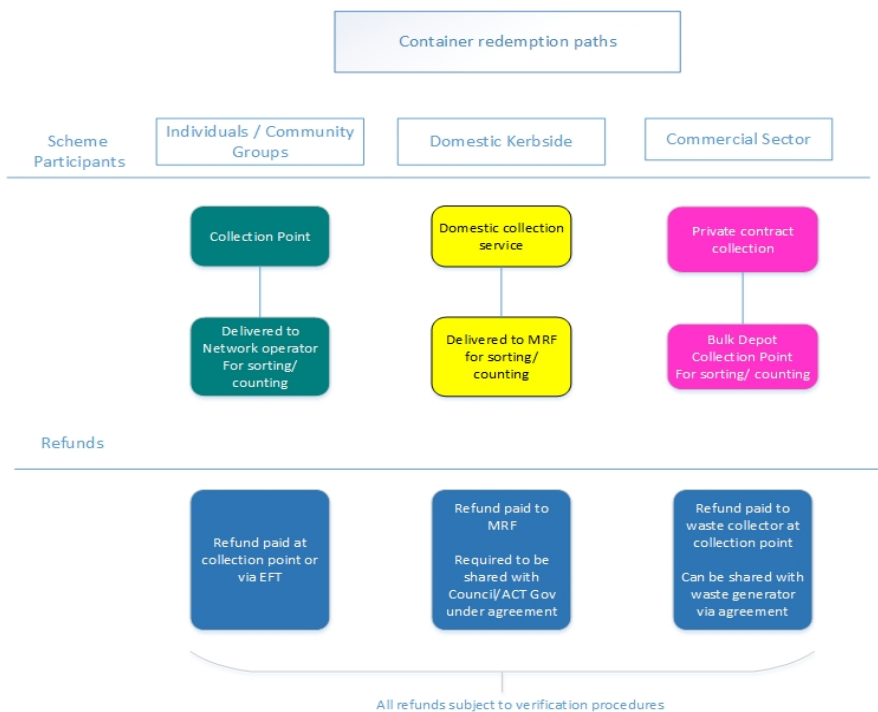 Container redemption paths
Scheme
Participants
Individuals / Community
Groups
Domestic Kerbside
Commercial Sector
Collection Point
Domestic collection
service
Private contract
collection
Delivered to
Network operator
For sorting/
counting
Delivered to MRF
for sorting/
counting
Bulk Depot
Collection Point
For sorting/ counting
Refunds
Refund paid at
collection point or
via EFT
Refund paid to
MRF
Required to be
shared with
Council/ACT Gov
under agreement
Refund paid to
waste collector at
collection point
Can be shared with
waste generator
via agreement
All refunds subject to verification procedures